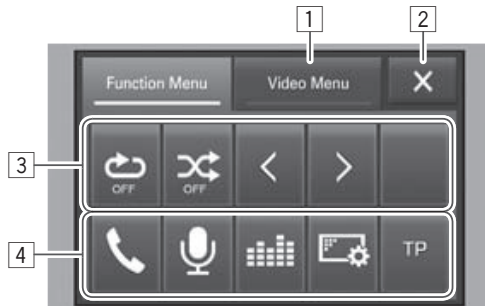 1 2
Function Menu Video Menu X
3
OFF OFF
4
TP